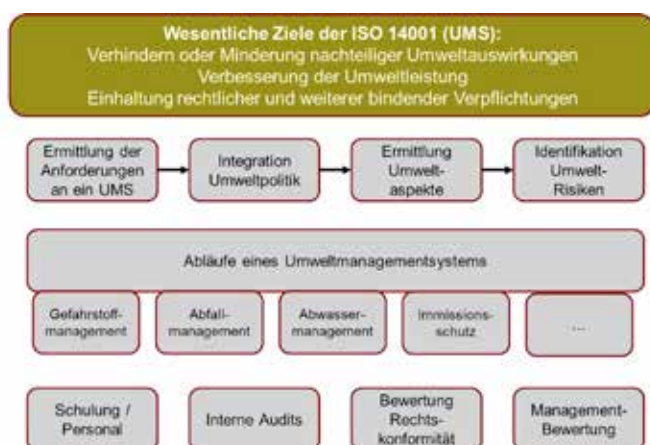 Wesentliche Ziele der ISO 14001 (UMS):
Verhindern oder Minderung nachteiliger Umweltauswirkungen
Verbesserung der Umweltleistung
Einhaltung rechtlicher und weiterer bindender Verpflichtungen
Ermittlung der
Anforderungen
an ein UMS
Integration
Umweltpolitik
Ermittlung
Umwelt-
aspekte
Identifikation
Umwelt-
Risiken
Abläufe eines Umweltmanagementsystems
Gefahrstoff-
management
Abfall-
management
Abwasser-
management
Immissions-
schutz
...
Schulung /
Personal
Interne Audits
Bewertung
Rechts-
konformität
Management-
Bewertung